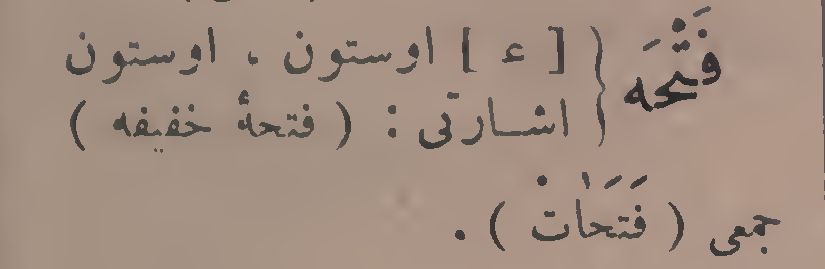 فَتْحَه { [ ع ] اوستون ، اوستون
اشارتی : ( فتحهٔ خفیفه )
جمعی ( فَتَحَاتْ ) .